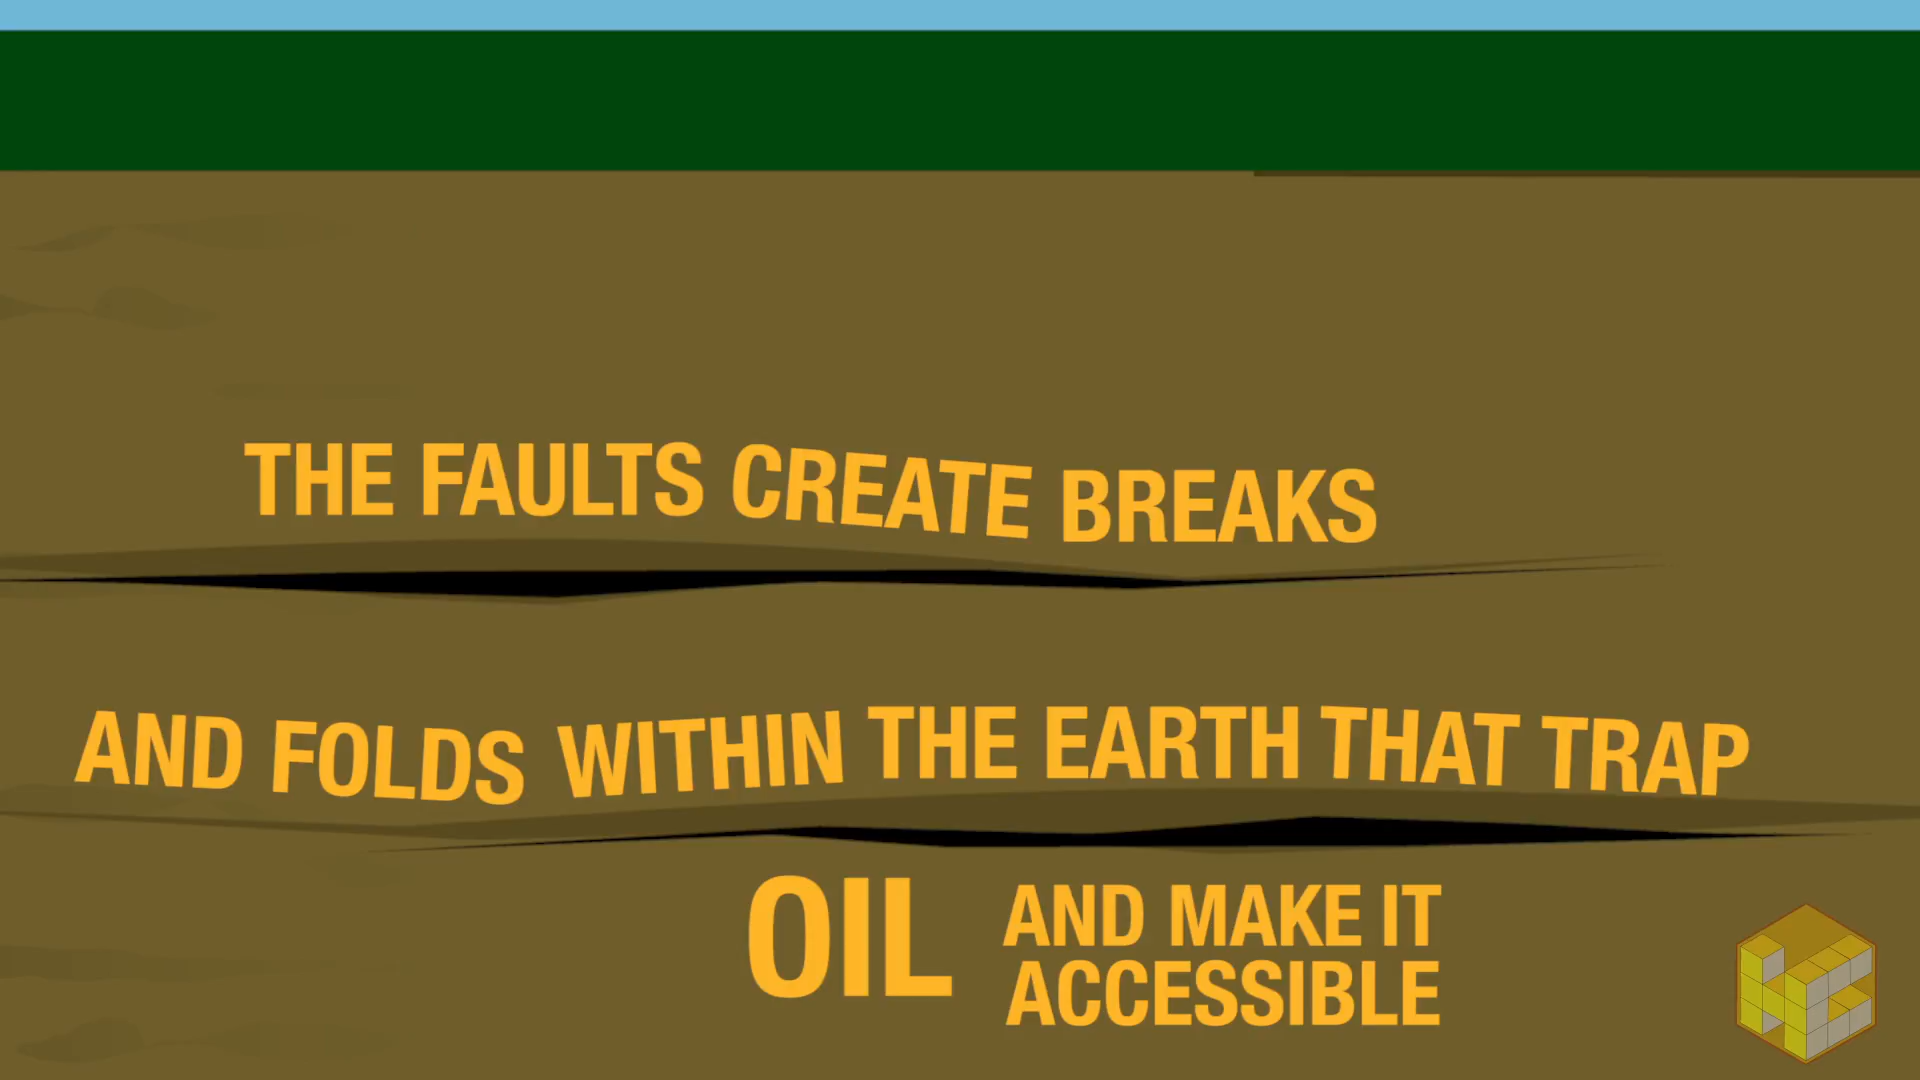 THE FAULTS CREATE BREAKS
AND FOLDS WITHIN THE EARTH THAT TRAP
OIL
AND MAKE IT
ACCESSIBLE